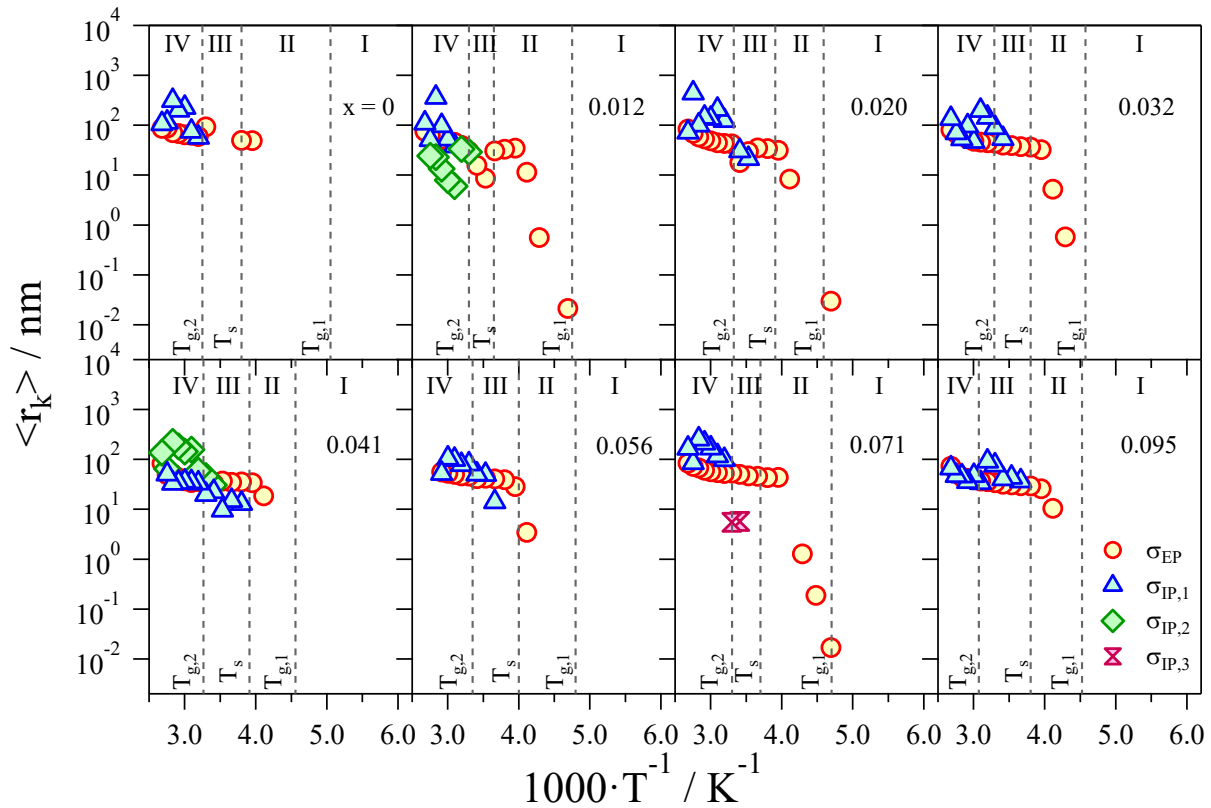 10^4
10^3
10^2
10^1
10^0
10^-1
10^-2
10^4
10^3
10^2
10^1
10^0
10^-1
10^-2
<r_k> / nm
IV III II I
x = 0
T_g,2 T_s T_g,1
IV III II I
0.012
T_g,2 T_s T_g,1
IV III II I
0.020
T_g,2 T_s T_g,1
IV III II I
0.032
T_g,2 T_s T_g,1
IV III II I
0.041
T_g,2 T_s T_g,1
IV III II I
0.056
T_g,2 T_s T_g,1
IV III II I
0.071
T_g,2 T_s T_g,1
IV III II I
0.095
T_g,2 T_s T_g,1
σ_EP
σ_IP,1
σ_IP,2
σ_IP,3
3.0 4.0 5.0 6.0 3.0 4.0 5.0 6.0 3.0 4.0 5.0 6.0 3.0 4.0 5.0 6.0
1000·T^-1 / K^-1